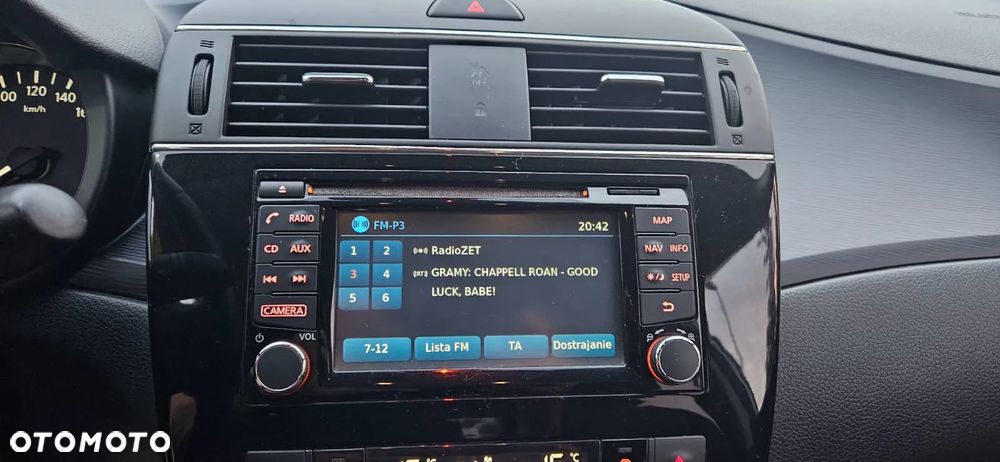 OFF
100 120 140 16
km/h
RADIO
CD AUX
CAMERA
VOL
FM-P3 20:42
1 2 RadioZET
3 4 GRAMY: CHAPPELL ROAN - GOOD
LUCK, BABE!
5 6
7-12 Lista FM TA Dostrajanie
MAP
NAV INFO
SETUP
°C
OTOMOTO